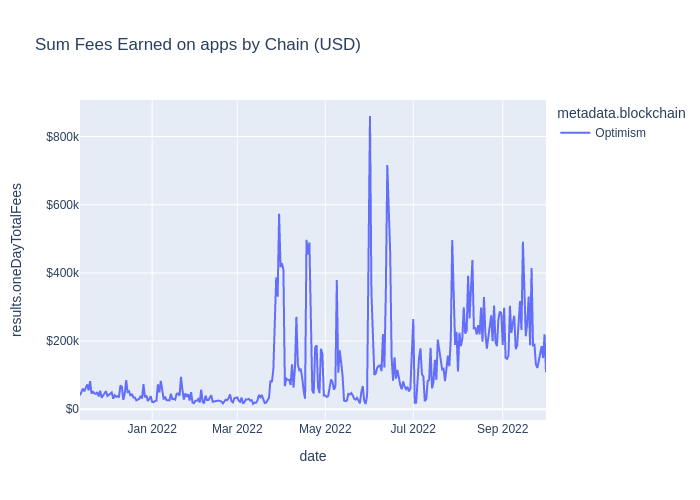 Sum Fees Earned on apps by Chain (USD)
metadata.blockchain
Optimism
$800k
$600k
$400k
$200k
$0
results.oneDayTotalFees
Jan 2022
Mar 2022
May 2022
Jul 2022
Sep 2022
date